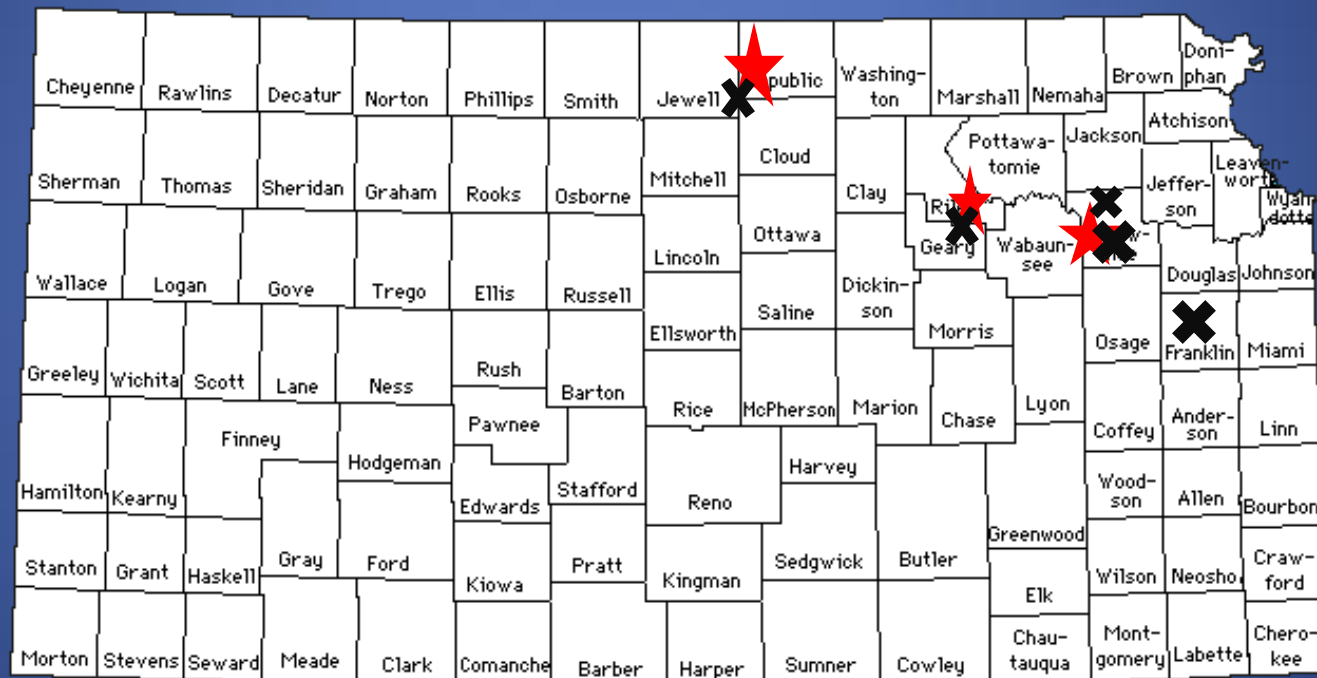 Cheyenne
Rawlins
Decatur
Norton
Phillips
Smith
Jewell
public
Washing-
ton
Marshall
Nemaha
Brown
Doni-
phan
Sherman
Thomas
Sheridan
Graham
Rooks
Osborne
Mitchell
Cloud
Clay
Pottawa-
tomie
Jackson
Atchison
Jeffer-
son
Leaven-
worth
Wyan
dotte
Wallace
Logan
Gove
Trego
Ellis
Russell
Lincoln
Ottawa
Saline
Dickin-
son
Geary
Wabaun-
see
Douglas
Johnson
Greeley
Wichita
Scott
Lane
Ness
Rush
Barton
Ellsworth
Rice
McPherson
Marion
Morris
Chase
Lyon
Osage
Franklin
Miami
Coffey
Ander-
son
Linn
Hamilton
Kearny
Finney
Hodgeman
Pawnee
Edwards
Stafford
Reno
Harvey
Butler
Greenwood
Wood-
son
Allen
Bourbon
Stanton
Grant
Haskell
Gray
Ford
Kiowa
Pratt
Kingman
Sedgwick
Elk
Wilson
Neosho
Craw-
ford
Morton
Stevens
Seward
Meade
Clark
Comanche
Barber
Harper
Sumner
Cowley
Chau-
tauqua
Mont-
gomery
Labette
Chero-
kee